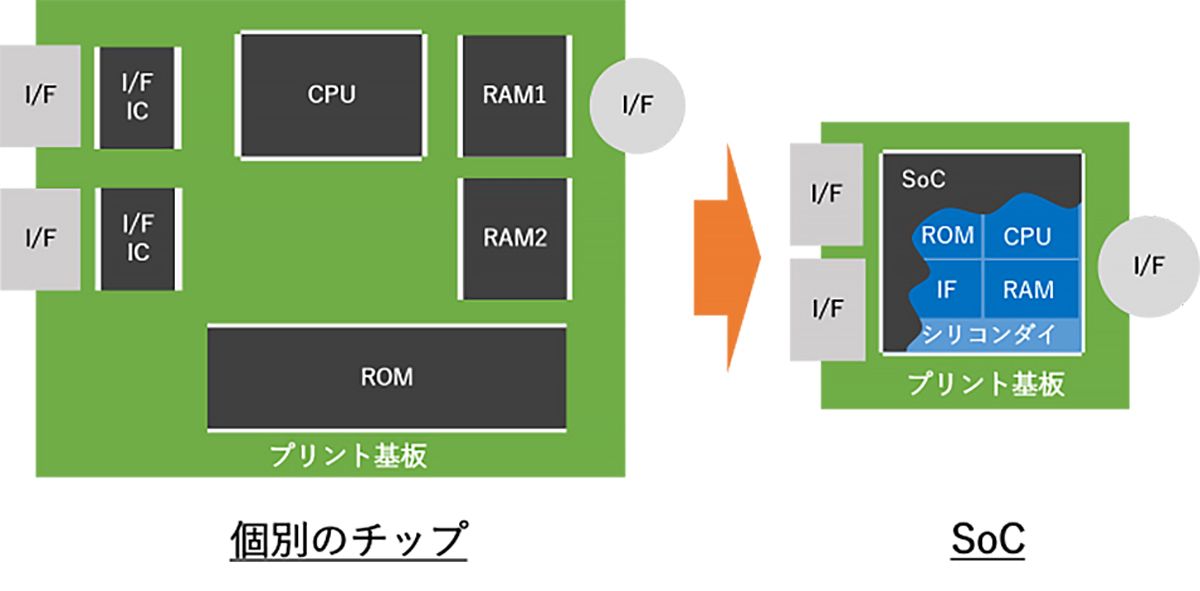 I/F
I/F
IC
CPU
RAM1
I/F
I/F
I/F
IC
RAM2
ROM
プリント基板
個別のチップ
I/F
SoC
ROM
CPU
I/F
I/F
IF
RAM
シリコンダイ
プリント基板
SoC